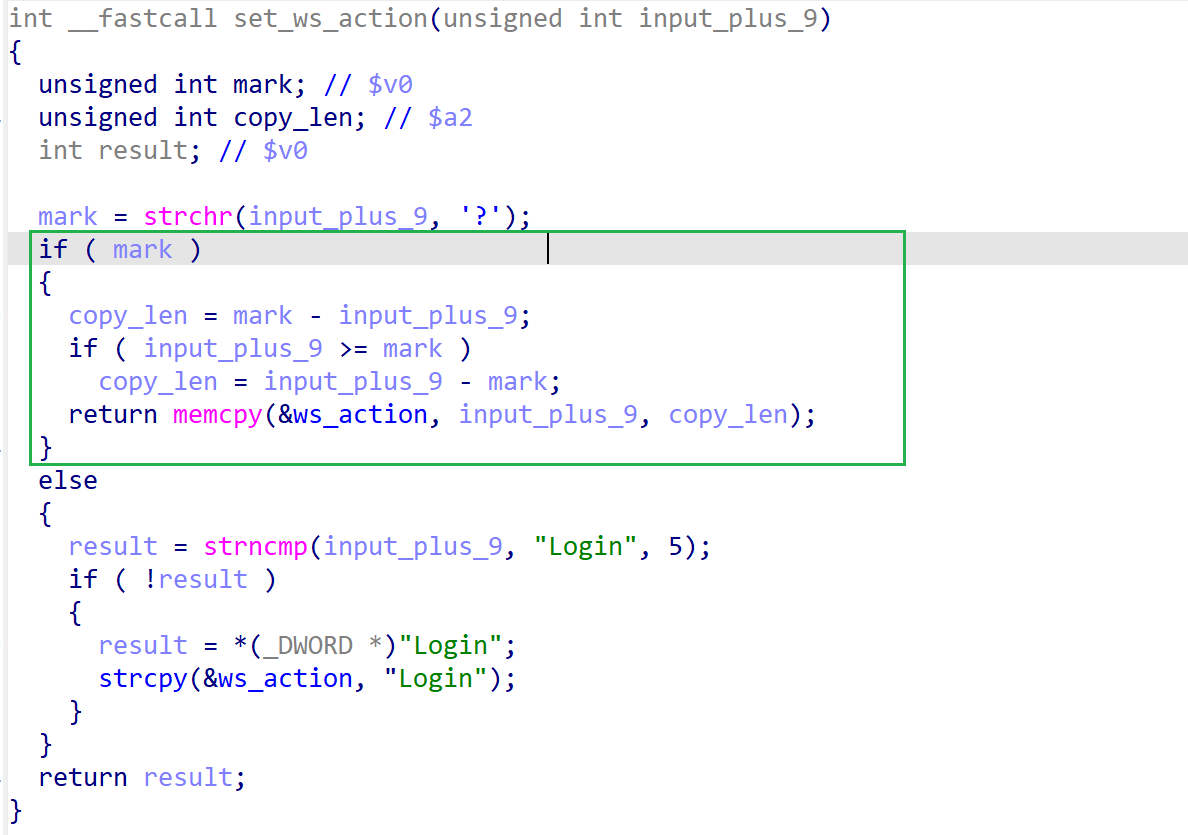 int __fastcall set_ws_action(unsigned int input_plus_9)
{
  unsigned int mark; // $v0
  unsigned int copy_len; // $a2
  int result; // $v0

  mark = strchr(input_plus_9, '?');
  if ( mark )
  {
    copy_len = mark - input_plus_9;
    if ( input_plus_9 >= mark )
      copy_len = input_plus_9 - mark;
    return memcpy(&ws_action, input_plus_9, copy_len);
  }
  else
  {
    result = strncmp(input_plus_9, "Login", 5);
    if ( !result )
    {
      result = *(_DWORD *)"Login";
      strcpy(&ws_action, "Login");
    }
  }
  return result;
}